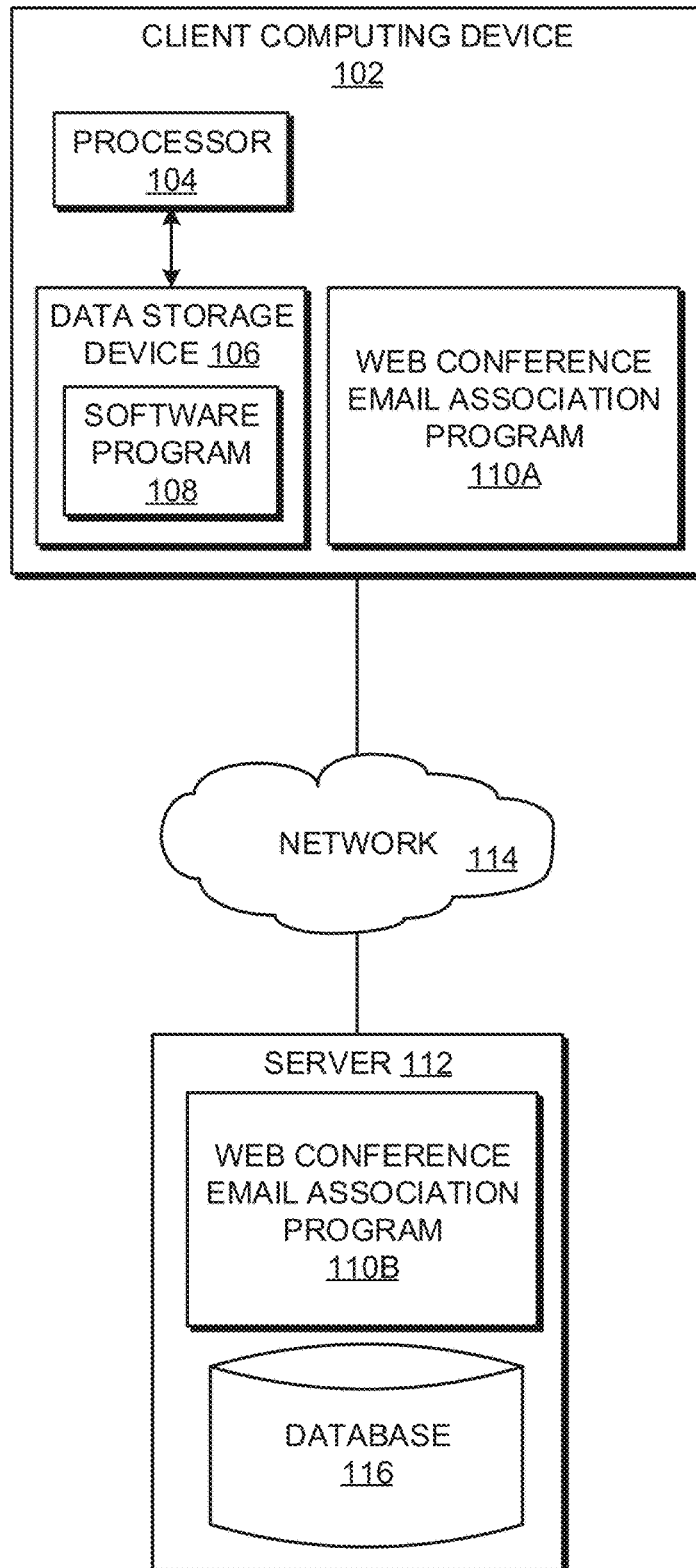 CLIENT COMPUTING DEVICE
102
PROCESSOR
104
DATA STORAGE
DEVICE 106
SOFTWARE
PROGRAM
108
WEB CONFERENCE
EMAIL ASSOCIATION
PROGRAM
110A
NETWORK 114
SERVER 112
WEB CONFERENCE
EMAIL ASSOCIATION
PROGRAM
110B
DATABASE
116